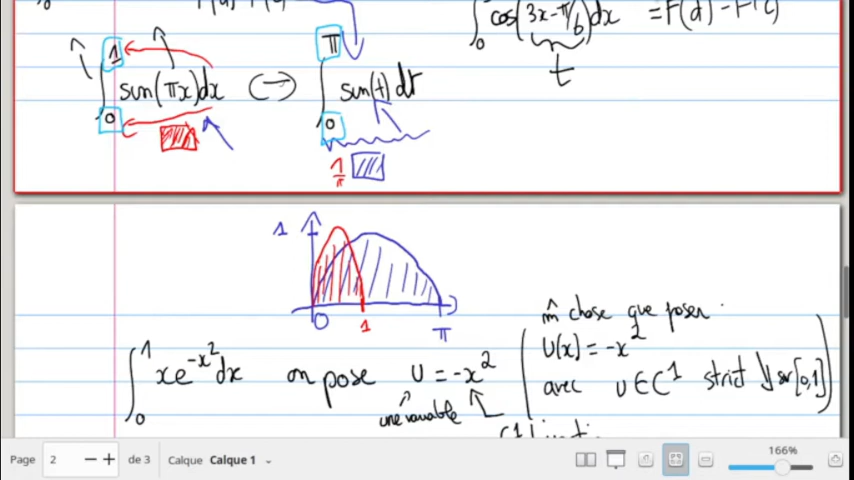 ∫₀ cos(3x-π/6)dx = F(d) - F(c)
t
∫₀¹ sin(πx)dx ⟺ ∫₀^π sin(t) dt
1/π
1
0 1 π
∫₀¹ xe^(-x²)dx on pose U = -x²
une variable
m̂ chose que poser
U(x) = -x²
avec u ∈ C¹ strict ↓ sur [0,1]
Page 2 de 3 Calque Calque 1 166%